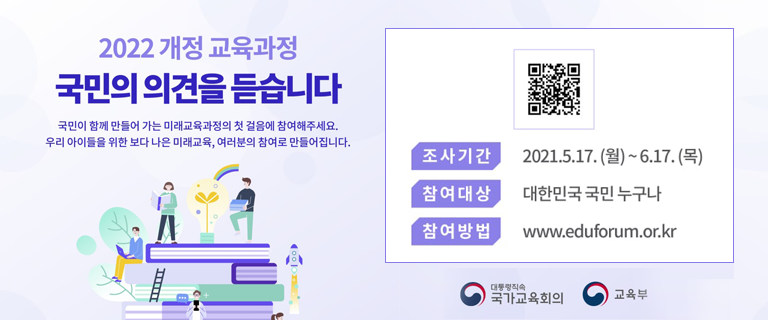 2022 개정 교육과정
국민의 의견을 듣습니다
국민이 함께 만들어 가는 미래교육과정의 첫 걸음에 참여해주세요.
우리 아이들을 위한 보다 나은 미래교육, 여러분의 참여로 만들어집니다.
조사기간 2021.5.17. (월) ~ 6.17. (목)
참여대상 대한민국 국민 누구나
참여방법 www.eduforum.or.kr
대통령직속
국가교육회의
교육부